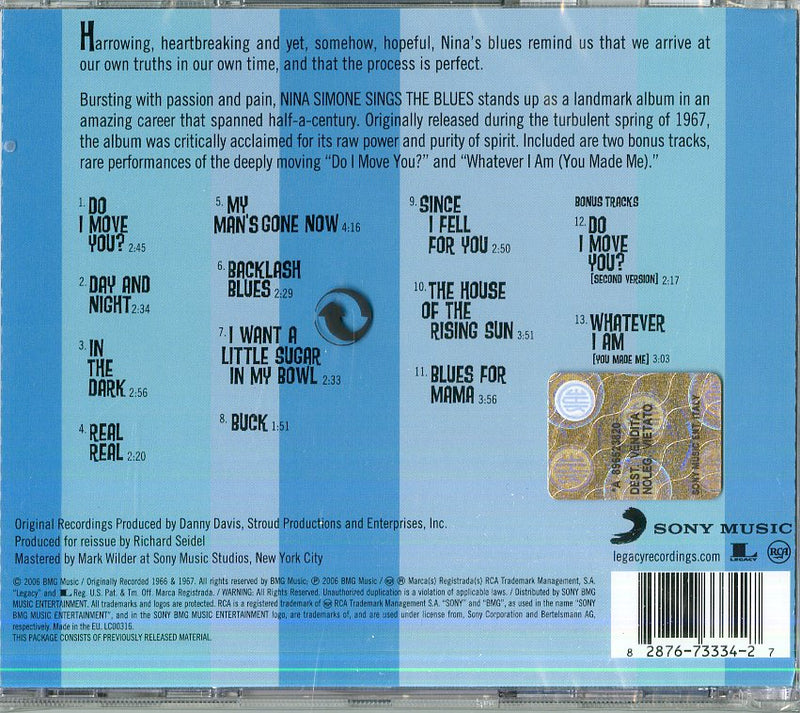 Harrowing, heartbreaking and yet, somehow, hopeful, Nina's blues remind us that we arrive at
our own truths in our own time, and that the process is perfect.
Bursting with passion and pain, NINA SIMONE SINGS THE BLUES stands up as a landmark album in an
amazing career that spanned half-a-century. Originally released during the turbulent spring of 1967,
the album was critically acclaimed for its raw power and purity of spirit. Included are two bonus tracks,
rare performances of the deeply moving "Do I Move You?" and "Whatever I Am (You Made Me)."
1. DO
I MOVE
YOU? 2:45
2. DAY AND
NIGHT 2:34
3. IN
THE
DARK 2:56
4. REAL
REAL 2:20
5. MY
MAN'S GONE NOW 4:16
6. BACKLASH
BLUES 2:29
7. I WANT A
LITTLE SUGAR
IN MY BOWL 2:33
8. BUCK 1:51
9. SINCE
I FELL
FOR YOU 2:50
10. THE HOUSE
OF THE
RISING SUN 3:51
11. BLUES FOR
MAMA 3:56
BONUS TRACKS
12. DO
I MOVE
YOU?
[SECOND VERSION] 2:17
13. WHATEVER
I AM
[YOU MADE ME] 3:03
DEST. VENDITA
NOLEG. VIETATO
SONY MUSIC ENT. ITALY
Original Recordings Produced by Danny Davis, Stroud Productions and Enterprises, Inc.
Produced for reissue by Richard Seidel
Mastered by Mark Wilder at Sony Music Studios, New York City
SONY MUSIC
legacyrecordings.com
LEGACY
RCA
© 2006 BMG Music / Originally Recorded 1966 & 1967. All rights reserved by BMG Music; ℗ 2006 BMG Music / ® Marca(s) Registrada(s) RCA Trademark Management, S.A.
"Legacy" and L Reg. U.S. Pat. & Tm. Off. Marca Registrada. / WARNING: All Rights Reserved. Unauthorized duplication is a violation of applicable laws. / Distributed by SONY BMG
MUSIC ENTERTAINMENT. All trademarks and logos are protected. RCA is a registered trademark of RCA Trademark Management S.A. "SONY" and "BMG", as used in the name "SONY
BMG MUSIC ENTERTAINMENT", and in the SONY BMG MUSIC ENTERTAINMENT logo, are trademarks of, and are used under license from, Sony Corporation and Bertelsmann AG,
respectively. Made in the EU. LC00316.
THIS PACKAGE CONSISTS OF PREVIOUSLY RELEASED MATERIAL.
8 2876-73334-2 7